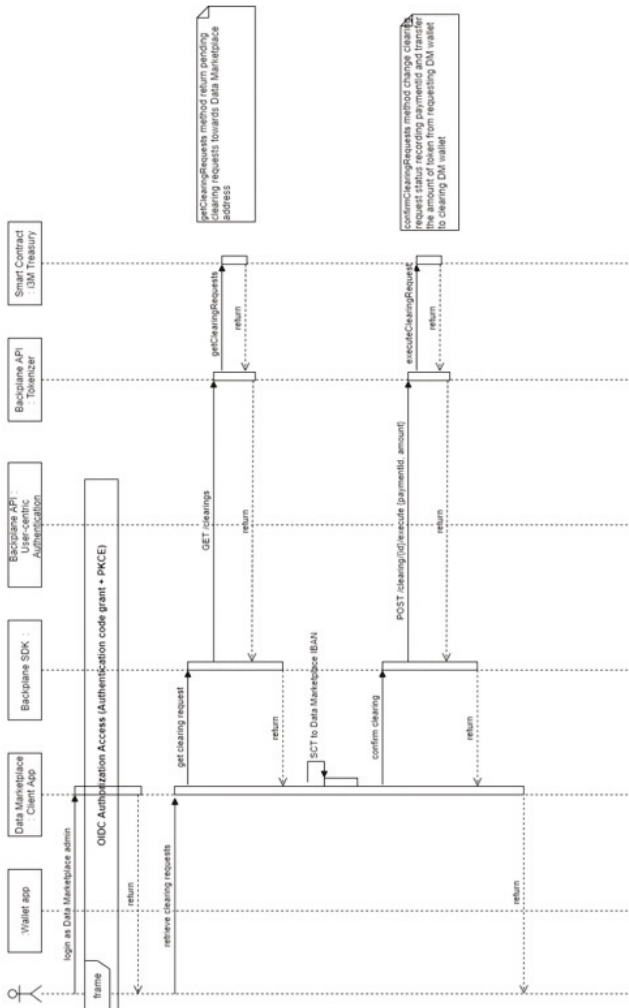 :Wallet app
Data Marketplace
: Client App
Backplane SDK :
Backplane API :
User-centric
Authentication
Backplane API
: Tokenizer
Smart Contract
: i3M Treasury
login as Data Marketplace admin
frame
OIDC Authorization Access (Authentication code grant + PKCE)
return
retrieve clearing requests
get clearing request
GET /clearings
getClearingRequests
getClearingRequests method return pending
clearing requests towards Data Marketplace
address
return
return
return
SCT to Data Marketplace IBAN
confirm clearing
POST /clearing/{id}/execute {paymentId, amount}
executeClearingRequest
confirmClearingRequests method change clearing
request status recording paymentId and transfer
the amount of token from requesting DM wallet
to clearing DM wallet
return
return
return
return